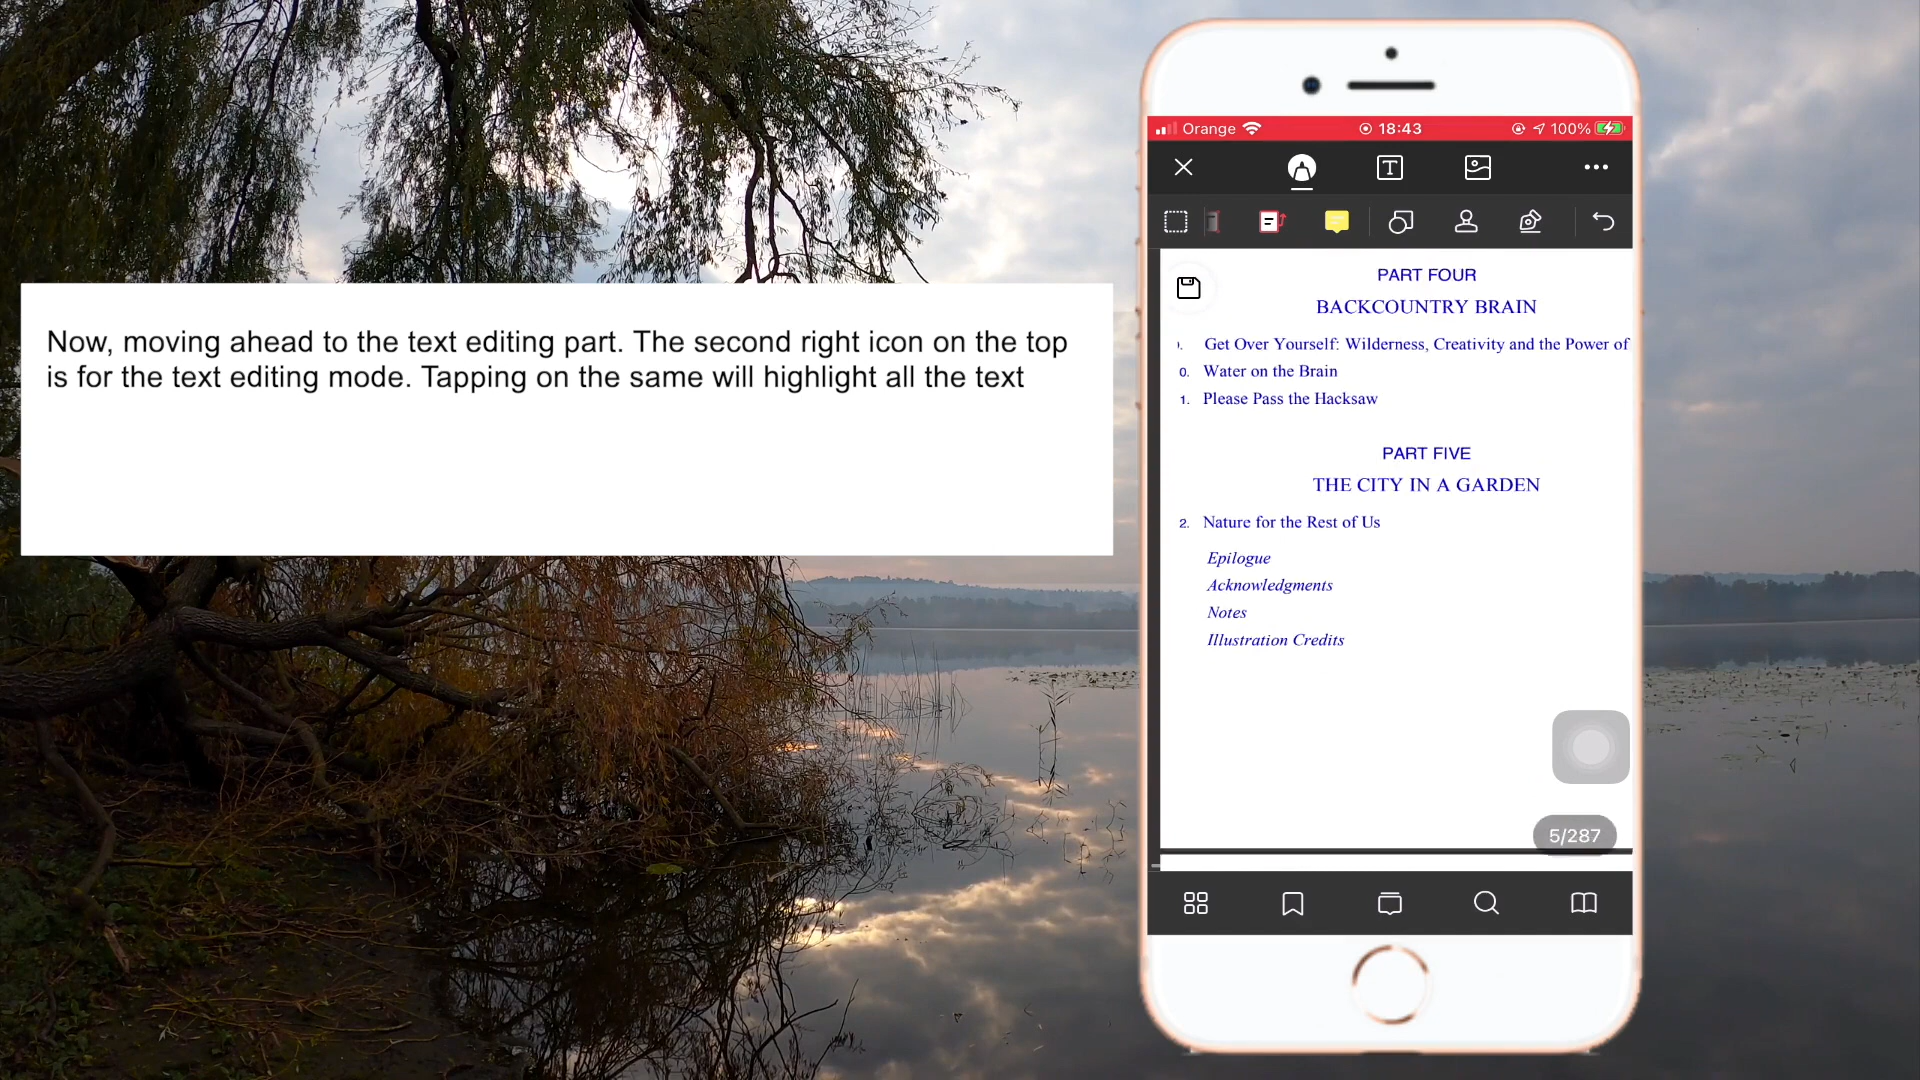 Now, moving ahead to the text editing part. The second right icon on the top
is for the text editing mode. Tapping on the same will highlight all the text
Orange 18:43 100%
T
PART FOUR
BACKCOUNTRY BRAIN
). Get Over Yourself: Wilderness, Creativity and the Power of
0. Water on the Brain
1. Please Pass the Hacksaw
PART FIVE
THE CITY IN A GARDEN
2. Nature for the Rest of Us
Epilogue
Acknowledgments
Notes
Illustration Credits
5/287